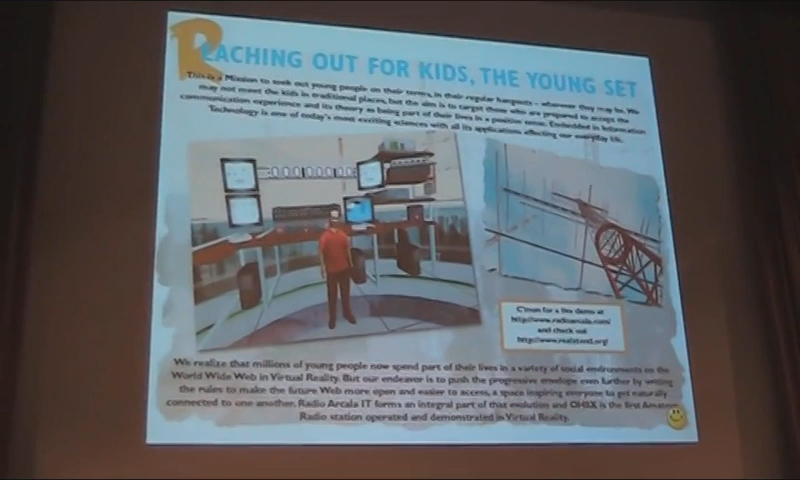 REACHING OUT FOR KIDS, THE YOUNG SET
This is a Mission to seek out young people on their terms, in their regular hangouts – wherever they may be. We
may not meet the kids in traditional places, but the aim is to target those who are prepared to accept the
communication experience and its theory as being part of their lives in a positive sense. Embedded in Information
Technology is one of today's most exciting sciences with all its applications effecting our everyday life.
C'mon for a live demo at
http://www.radioarcala.com/
and check out
We realize that millions of young people now spend part of their lives in a variety of social environments on the
World Wide Web in Virtual Reality. But our endeavor is to push the progressive envelope even further by writing
the rules to make the future Web more open and easier to access, a space inspiring everyone to get naturally
connected to one another. Radio Arcala IT forms an integral part of that evolution and OH8X is the first Amateur
Radio station operated and demonstrated in Virtual Reality.